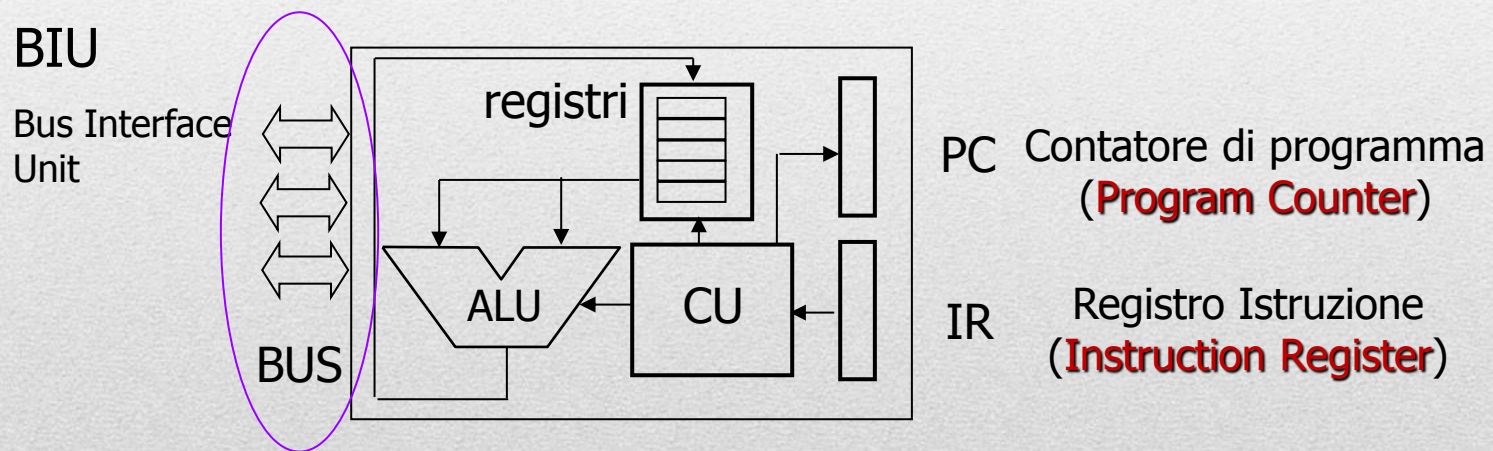 BIU
Bus Interface
Unit
BUS
registri
ALU
CU
PC
Contatore di programma
(Program Counter)
IR
Registro Istruzione
(Instruction Register)